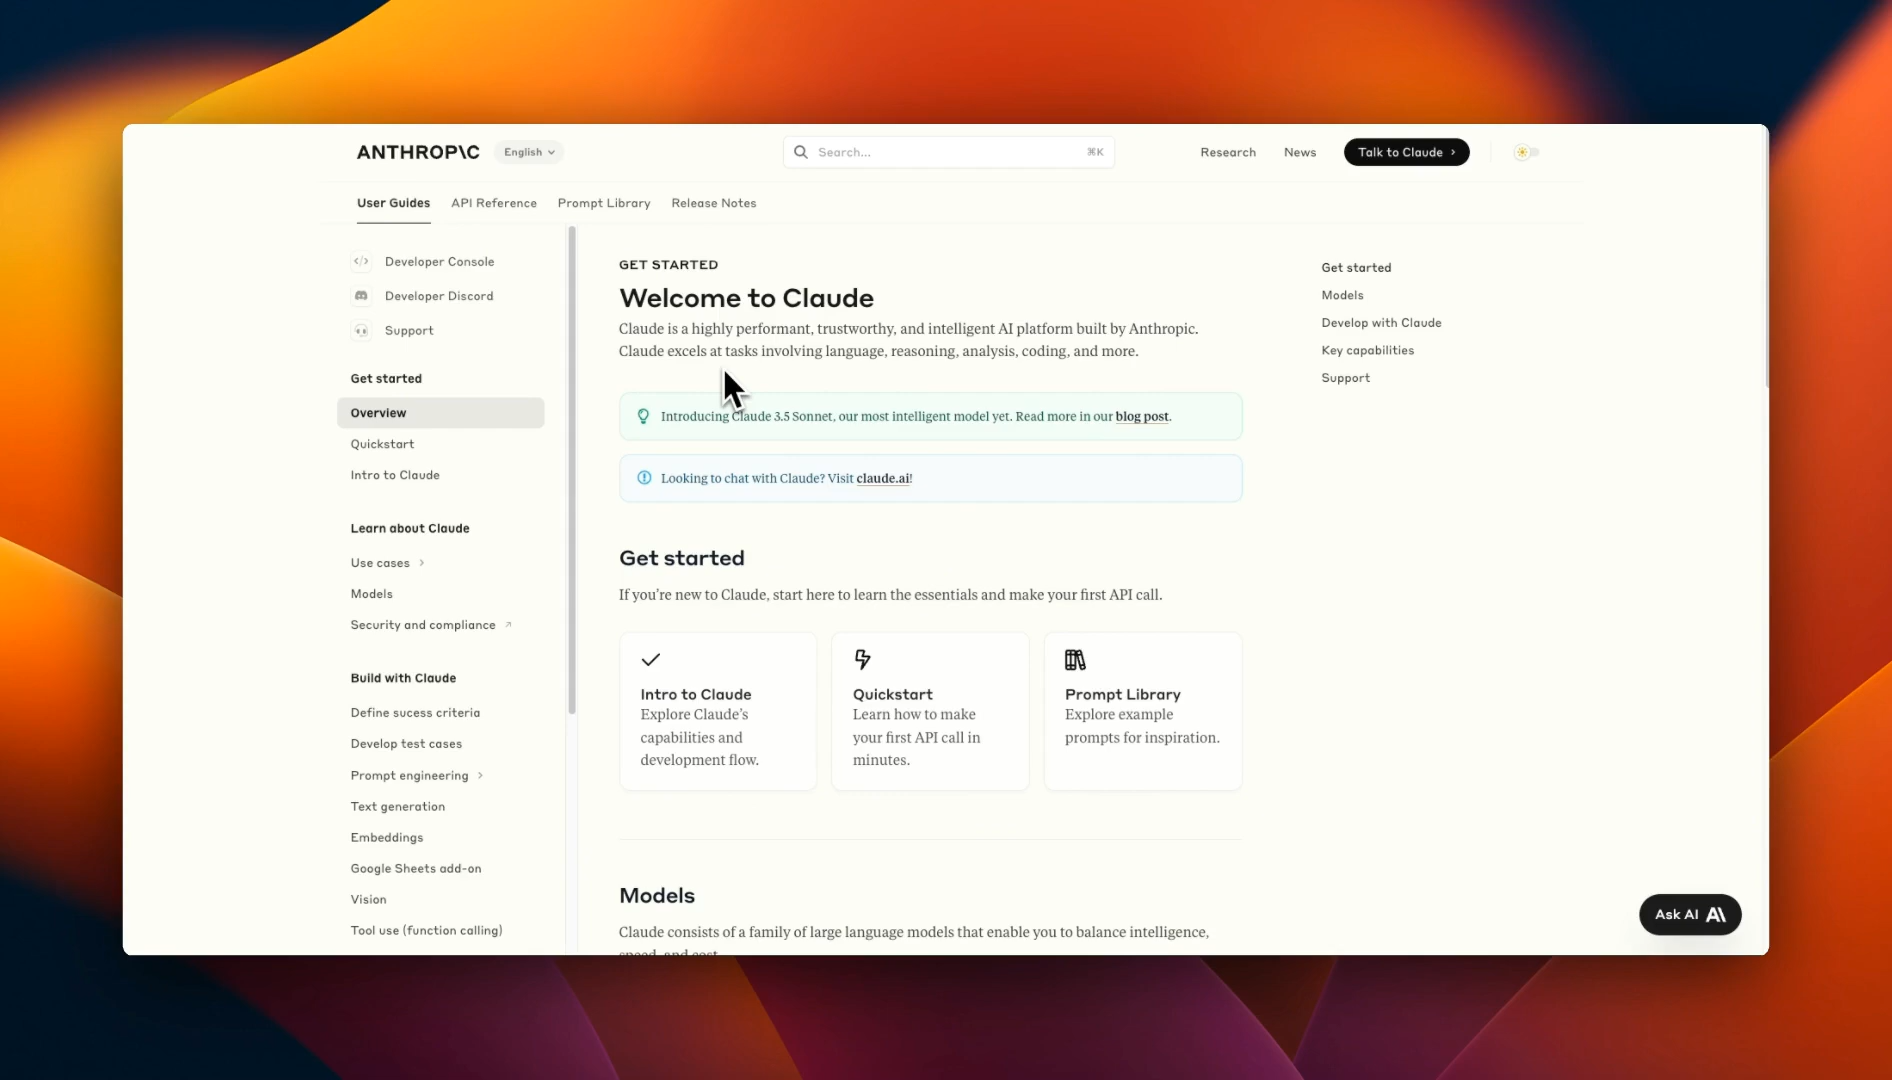 ANTHROP\C
English
Search...
⌘K
Research
News
Talk to Claude
User Guides
API Reference
Prompt Library
Release Notes
Developer Console
Developer Discord
Support
Get started
Overview
Quickstart
Intro to Claude
Learn about Claude
Use cases
Models
Security and compliance
Build with Claude
Define sucess criteria
Develop test cases
Prompt engineering
Text generation
Embeddings
Google Sheets add-on
Vision
Tool use (function calling)
GET STARTED
Welcome to Claude
Claude is a highly performant, trustworthy, and intelligent AI platform built by Anthropic.
Claude excels at tasks involving language, reasoning, analysis, coding, and more.
Introducing Claude 3.5 Sonnet, our most intelligent model yet. Read more in our blog post.
Looking to chat with Claude? Visit claude.ai!
Get started
If you're new to Claude, start here to learn the essentials and make your first API call.
Intro to Claude
Explore Claude's
capabilities and
development flow.
Quickstart
Learn how to make
your first API call in
minutes.
Prompt Library
Explore example
prompts for inspiration.
Models
Claude consists of a family of large language models that enable you to balance intelligence,
speed, and cost.
Get started
Models
Develop with Claude
Key capabilities
Support
Ask AI